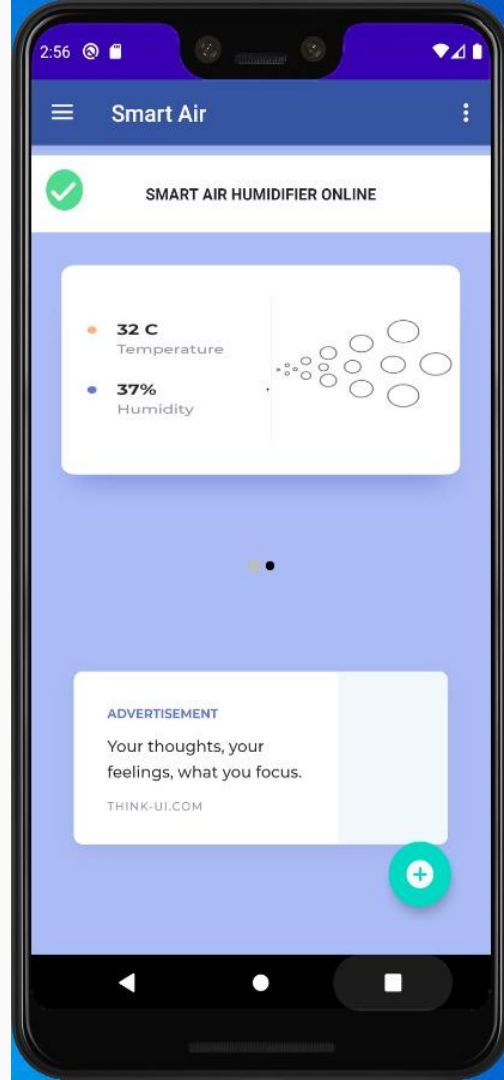 2:56
Smart Air
SMART AIR HUMIDIFIER ONLINE
32 C
Temperature
37%
Humidity
ADVERTISEMENT
Your thoughts, your
feelings, what you focus.
THINK-UI.COM